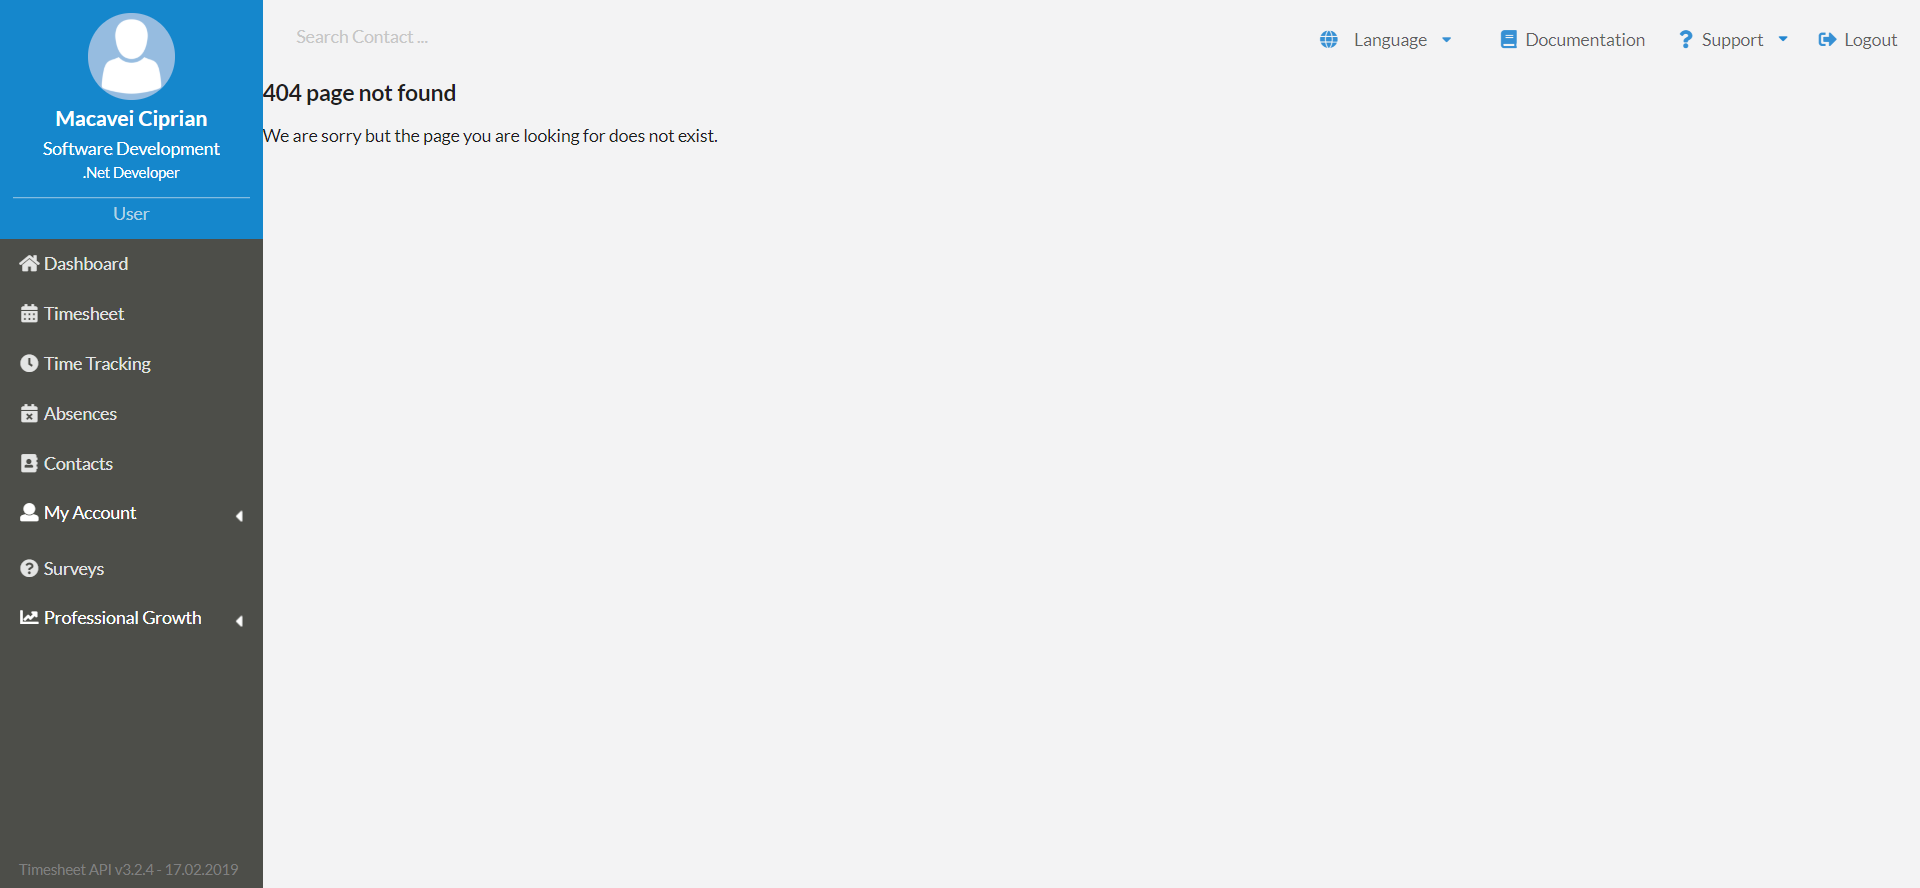 Macavei Ciprian
Software Development
.Net Developer
User
Dashboard
Timesheet
Time Tracking
Absences
Contacts
My Account
Surveys
Professional Growth
Timesheet API v3.2.4 - 17.02.2019
Search Contact ...
Language
Documentation
Support
Logout
404 page not found
We are sorry but the page you are looking for does not exist.